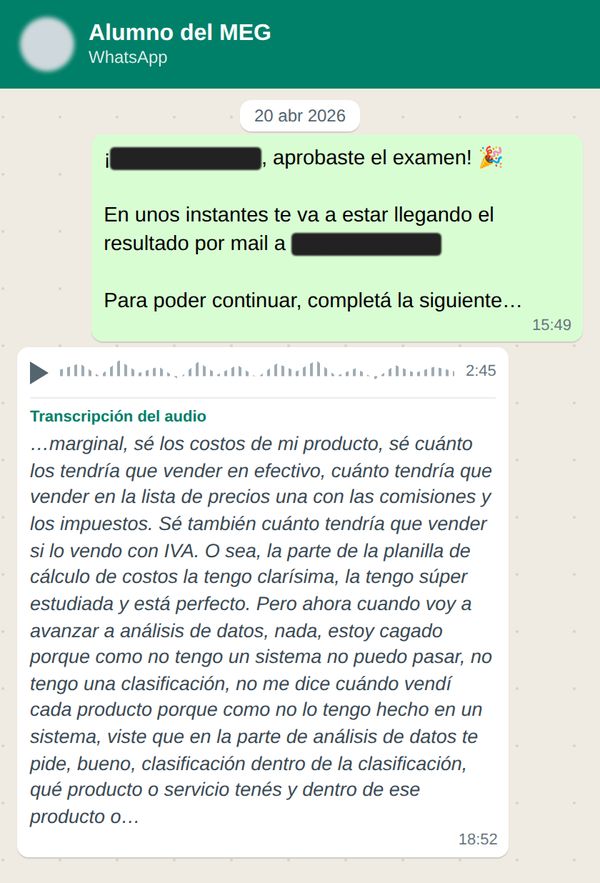 Alumno del MEG
WhatsApp
20 abr 2026
¡, aprobaste el examen! 🎉
En unos instantes te va a estar llegando el
resultado por mail a
Para poder continuar, completá la siguiente…
15:49
2:45
Transcripción del audio
…marginal, sé los costos de mi producto, sé cuánto
los tendría que vender en efectivo, cuánto tendría que
vender en la lista de precios una con las comisiones y
los impuestos. Sé también cuánto tendría que vender
si lo vendo con IVA. O sea, la parte de la planilla de
cálculo de costos la tengo clarísima, la tengo súper
estudiada y está perfecto. Pero ahora cuando voy a
avanzar a análisis de datos, nada, estoy cagado
porque como no tengo un sistema no puedo pasar, no
tengo una clasificación, no me dice cuándo vendí
cada producto porque como no lo tengo hecho en un
sistema, viste que en la parte de análisis de datos te
pide, bueno, clasificación dentro de la clasificación,
qué producto o servicio tenés y dentro de ese
producto o…
18:52